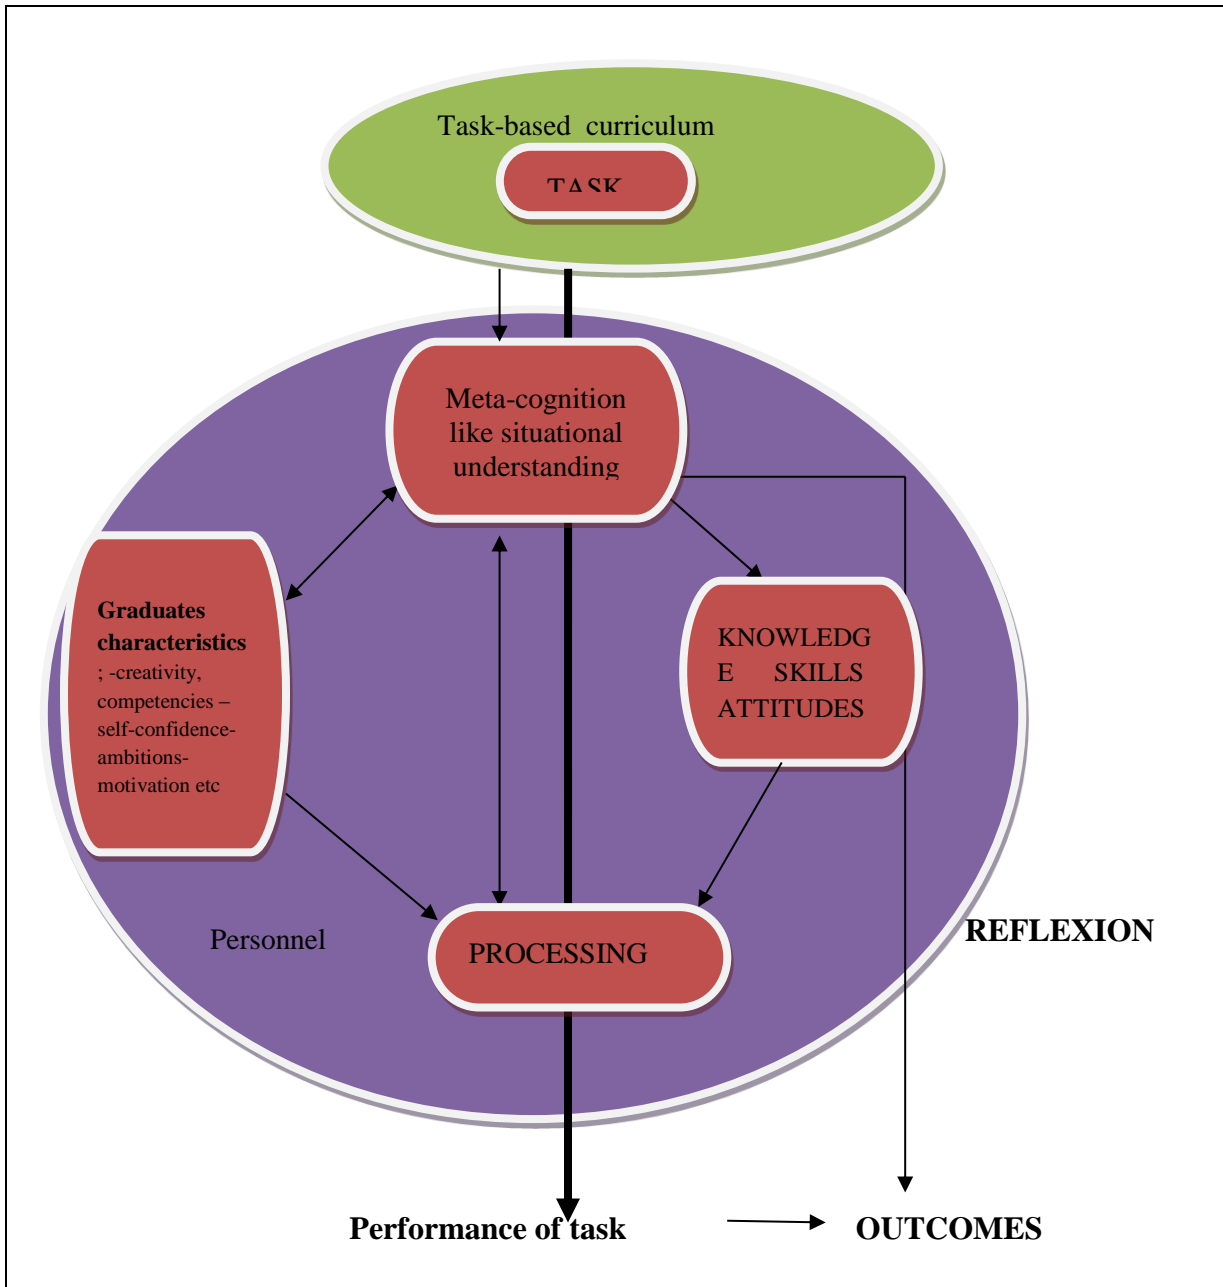 Task-based curriculum
TASK
Meta-cognition
like situational
understanding
Graduates
characteristics
; -creativity,
competencies –
self-confidence-
ambitions-
motivation etc
KNOWLEDG
E SKILLS
ATTITUDES
Personnel
PROCESSING
REFLEXION
Performance of task
OUTCOMES